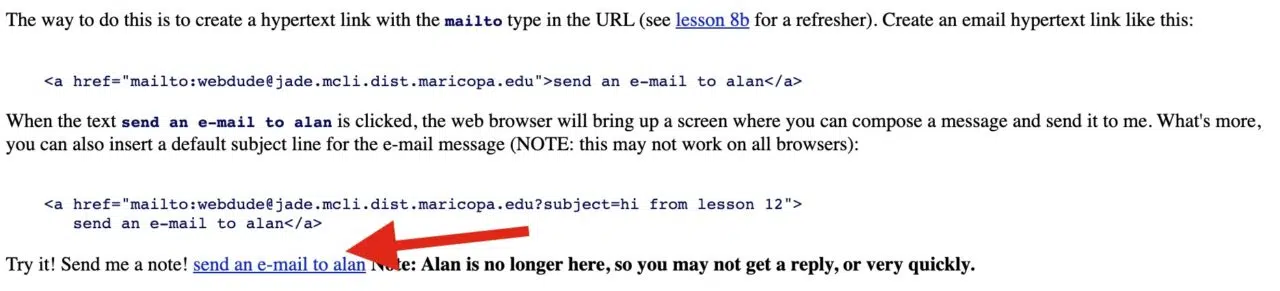 The way to do this is to create a hypertext link with the mailto type in the URL (see lesson 8b for a refresher). Create an email hypertext link like this:
<a href="mailto:webdude@jade.mcli.dist.maricopa.edu">send an e-mail to alan</a>
When the text send an e-mail to alan is clicked, the web browser will bring up a screen where you can compose a message and send it to me. What's more,
you can also insert a default subject line for the e-mail message (NOTE: this may not work on all browsers):
<a href="mailto:webdude@jade.mcli.dist.maricopa.edu?subject=hi from lesson 12">
send an e-mail to alan</a>
Try it! Send me a note! send an e-mail to alan Note: Alan is no longer here, so you may not get a reply, or very quickly.